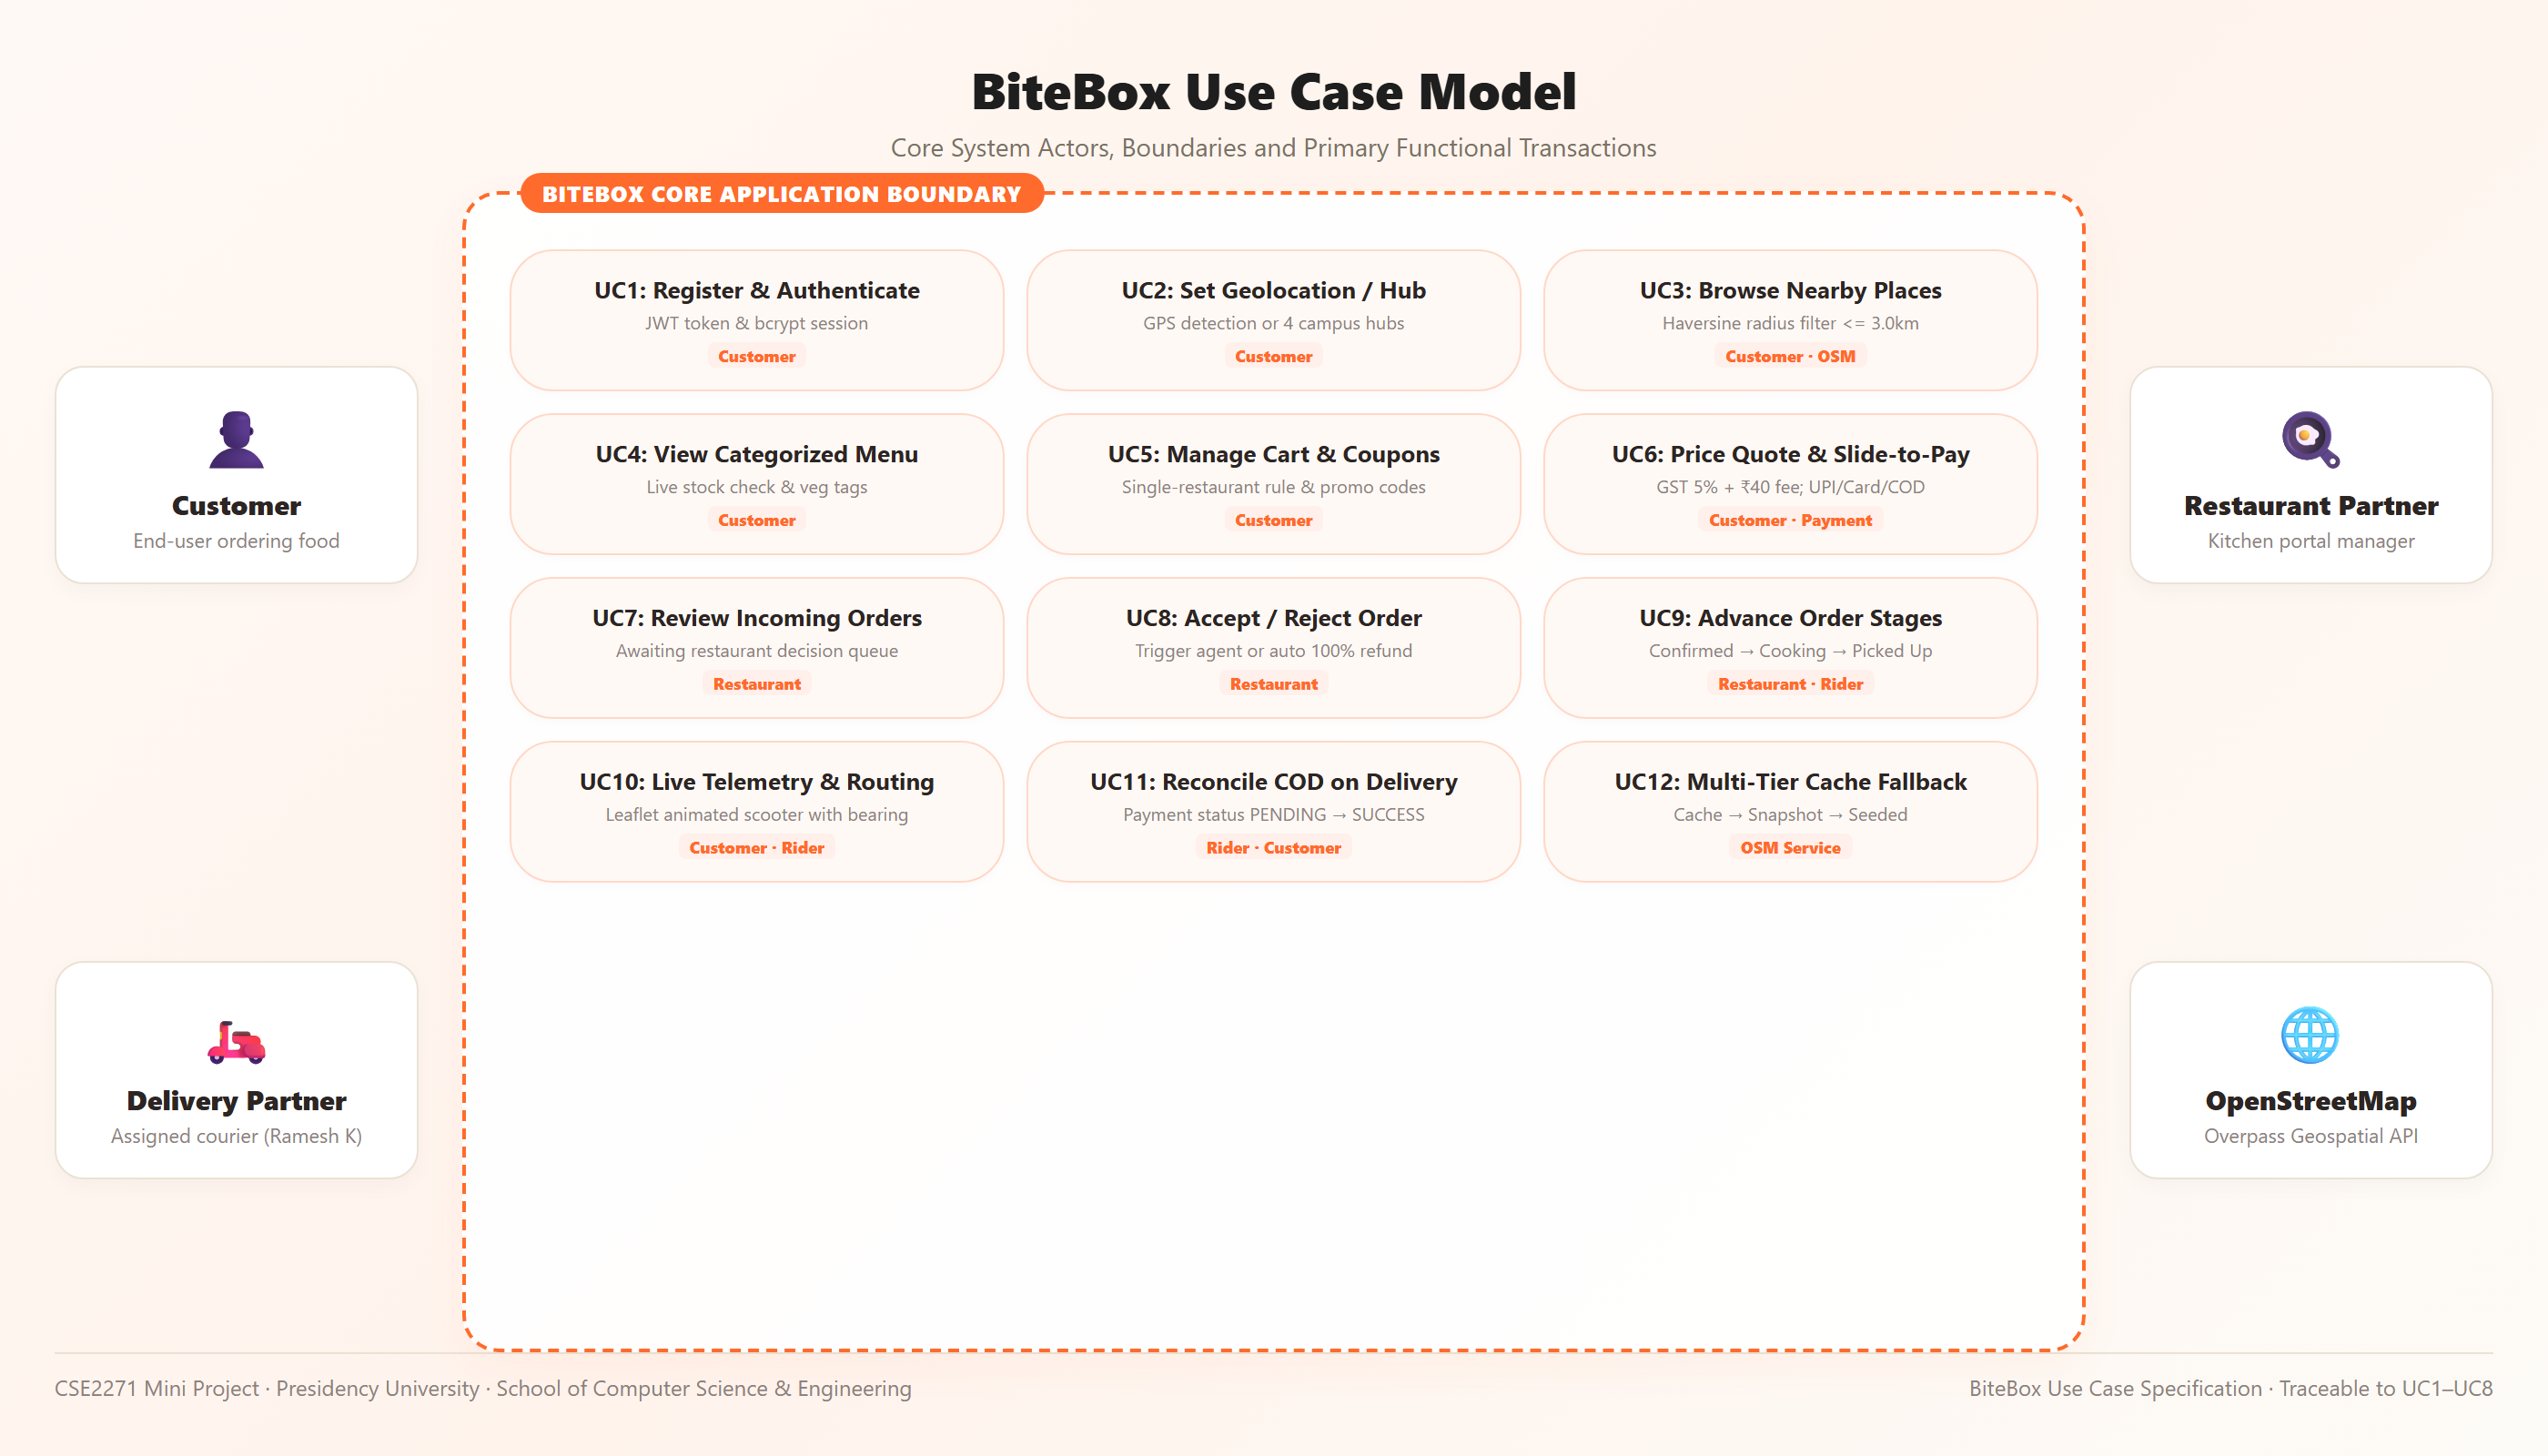 BiteBox Use Case Model
Core System Actors, Boundaries and Primary Functional Transactions
BITEBOX CORE APPLICATION BOUNDARY
Customer
End-user ordering food
Delivery Partner
Assigned courier (Ramesh K)
UC1: Register & Authenticate
JWT token & bcrypt session
Customer
UC2: Set Geolocation / Hub
GPS detection or 4 campus hubs
Customer
UC3: Browse Nearby Places
Haversine radius filter <= 3.0km
Customer · OSM
UC4: View Categorized Menu
Live stock check & veg tags
Customer
UC5: Manage Cart & Coupons
Single-restaurant rule & promo codes
Customer
UC6: Price Quote & Slide-to-Pay
GST 5% + ₹40 fee; UPI/Card/COD
Customer · Payment
UC7: Review Incoming Orders
Awaiting restaurant decision queue
Restaurant
UC8: Accept / Reject Order
Trigger agent or auto 100% refund
Restaurant
UC9: Advance Order Stages
Confirmed → Cooking → Picked Up
Restaurant · Rider
UC10: Live Telemetry & Routing
Leaflet animated scooter with bearing
Customer · Rider
UC11: Reconcile COD on Delivery
Payment status PENDING → SUCCESS
Rider · Customer
UC12: Multi-Tier Cache Fallback
Cache → Snapshot → Seeded
OSM Service
Restaurant Partner
Kitchen portal manager
OpenStreetMap
Overpass Geospatial API
CSE2271 Mini Project · Presidency University · School of Computer Science & Engineering
BiteBox Use Case Specification · Traceable to UC1–UC8